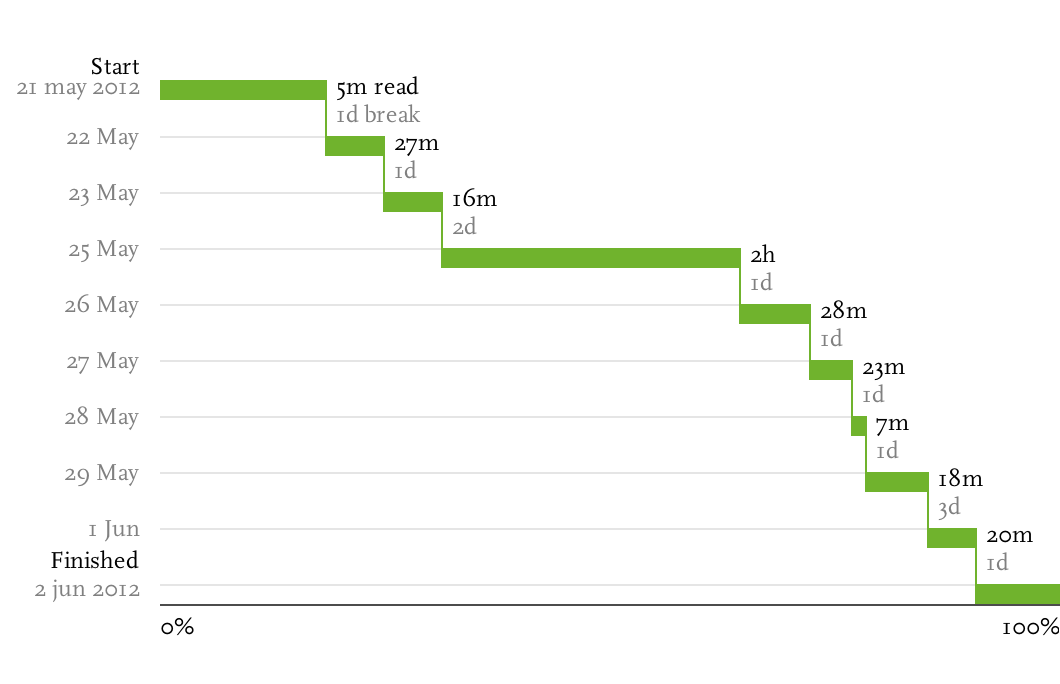 Start
21 may 2012
5m read
1d break
22 May
27m
1d
23 May
16m
2d
25 May
2h
1d
26 May
28m
1d
27 May
23m
1d
28 May
7m
1d
29 May
18m
3d
1 Jun
20m
Finished
1d
2 jun 2012
0%
100%